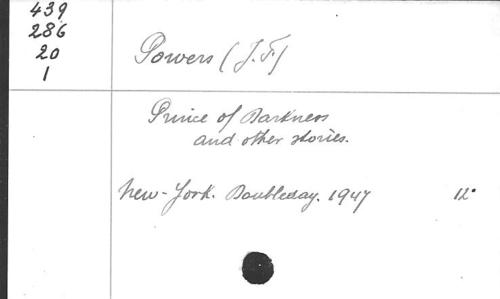 439
286
20
1
Powers (J.F.)
Prince of Darkness
and other stories.
New-York. Doubleday. 1947 12°